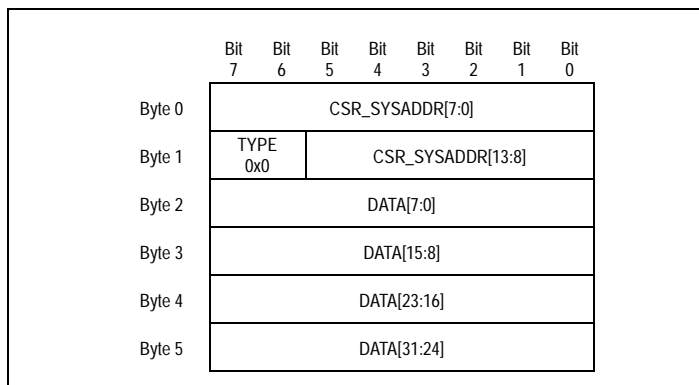 Bit Bit Bit Bit Bit Bit Bit Bit
7 6 5 4 3 2 1 0
Byte 0 CSR_SYSADDR[7:0]
Byte 1 TYPE 0x0 CSR_SYSADDR[13:8]
Byte 2 DATA[7:0]
Byte 3 DATA[15:8]
Byte 4 DATA[23:16]
Byte 5 DATA[31:24]